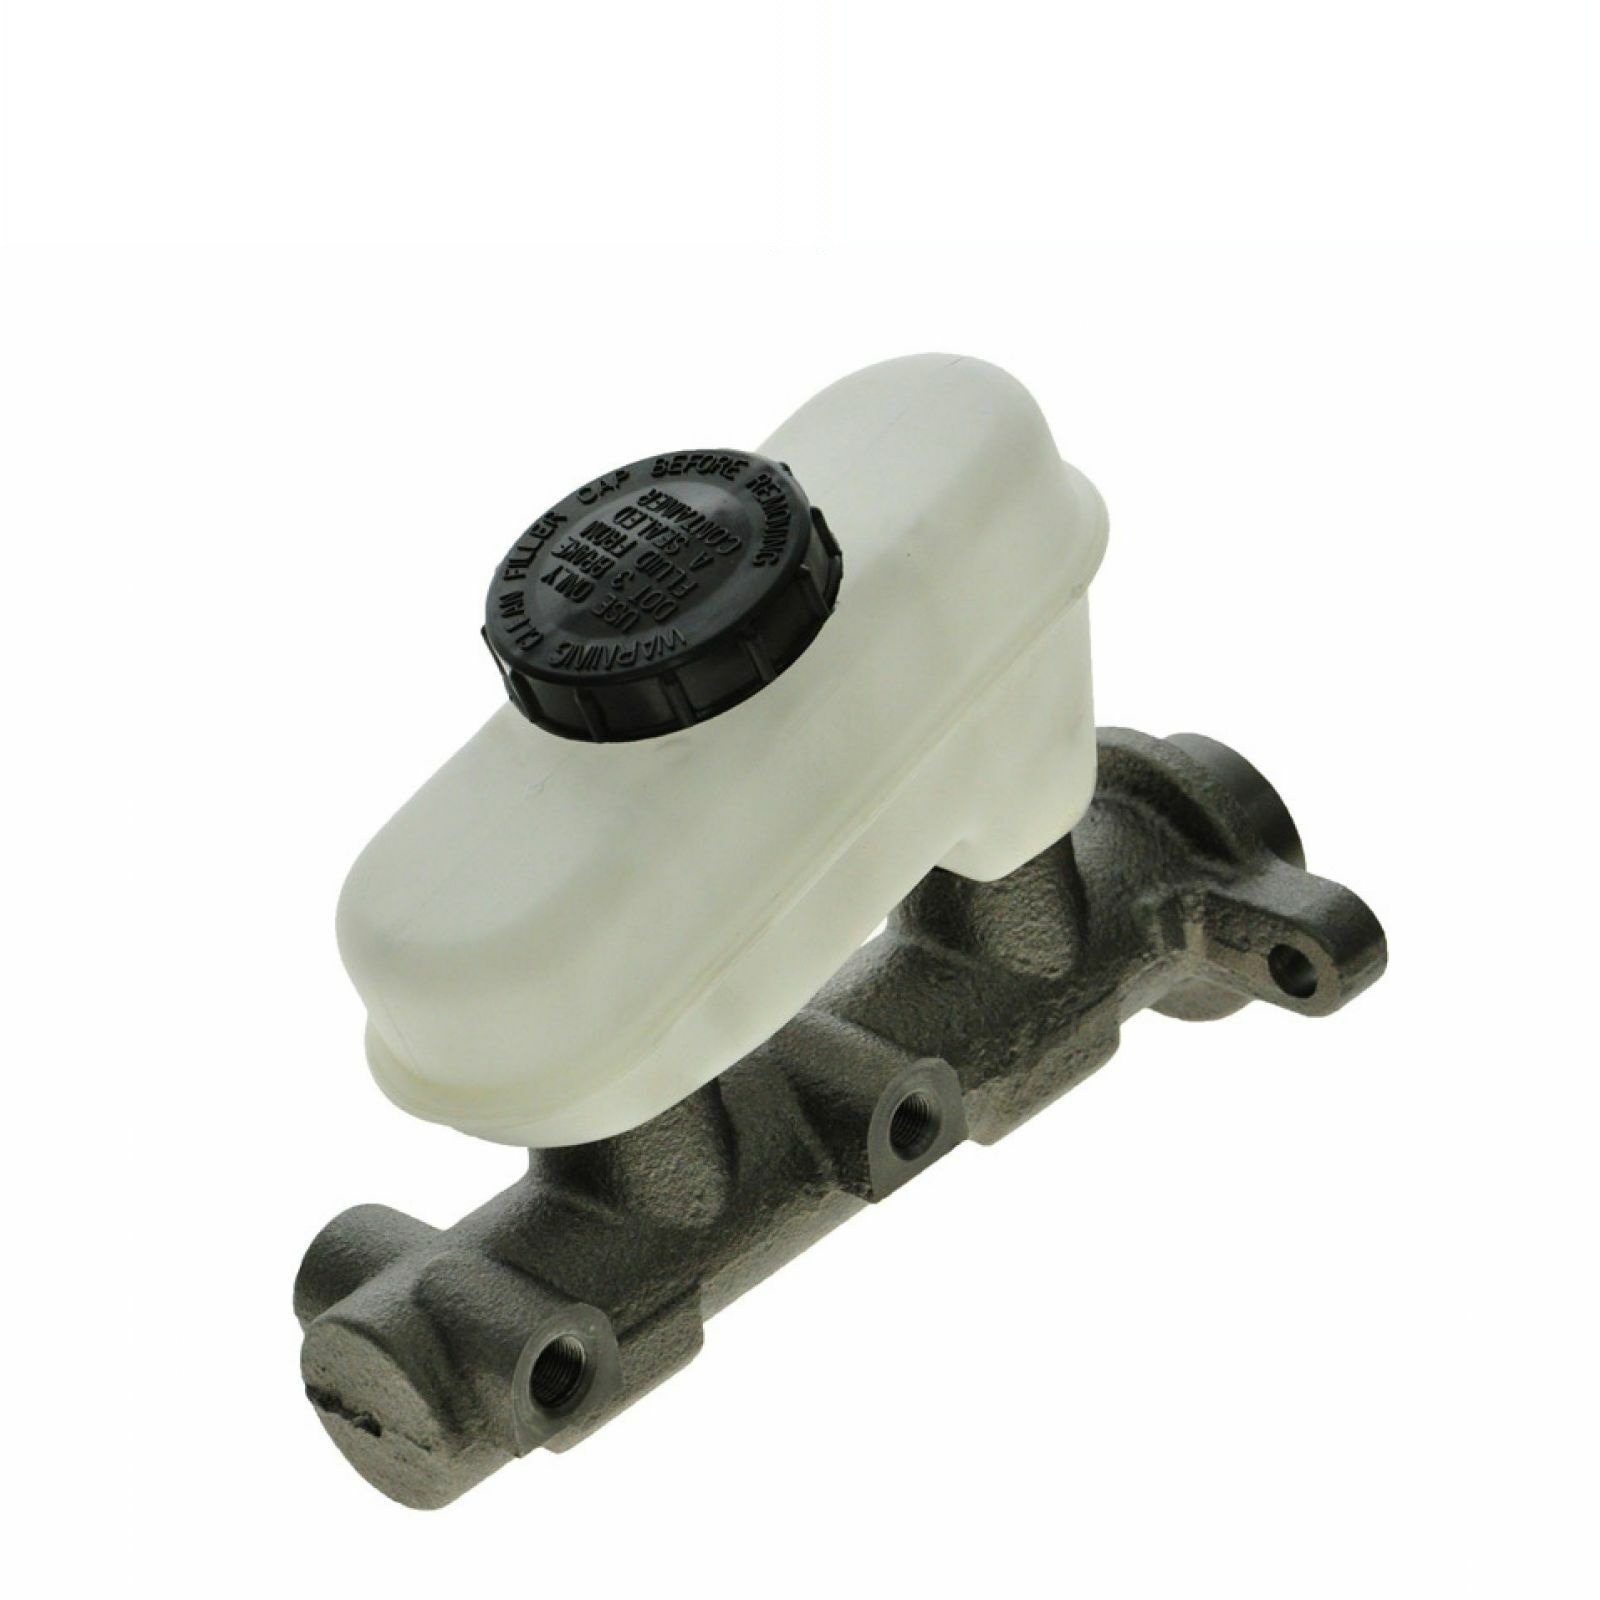 WARNING CLEAN FILLER CAP BEFORE REMOVING
USE ONLY
DOT 3 BRAKE
FLUID FROM
A SEALED
CONTAINER